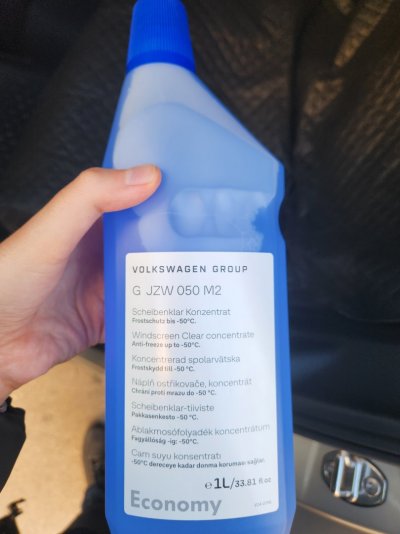 VOLKSWAGEN GROUP
G JZW 050 M2
Scheibenklar Konzentrat
Frostschutz bis -50°C.
Windscreen Clear concentrate
Anti-freeze up to -50°C.
Koncentrerad spolarvätska
Frostskydd till -50 °C.
Náplň ostřikovače, koncentrát
Chrání proti mrazu do -50 °C.
Scheibenklar-tiiviste
Pakkasenkesto -50 °C.
Ablakmosófolyadék koncentrátum
Fagyállóság -ig: -50°C.
Cam suyu konsentratı
-50°C dereceye kadar donma koruması sağlar.
℮1L/33.81 fl oz
Economy